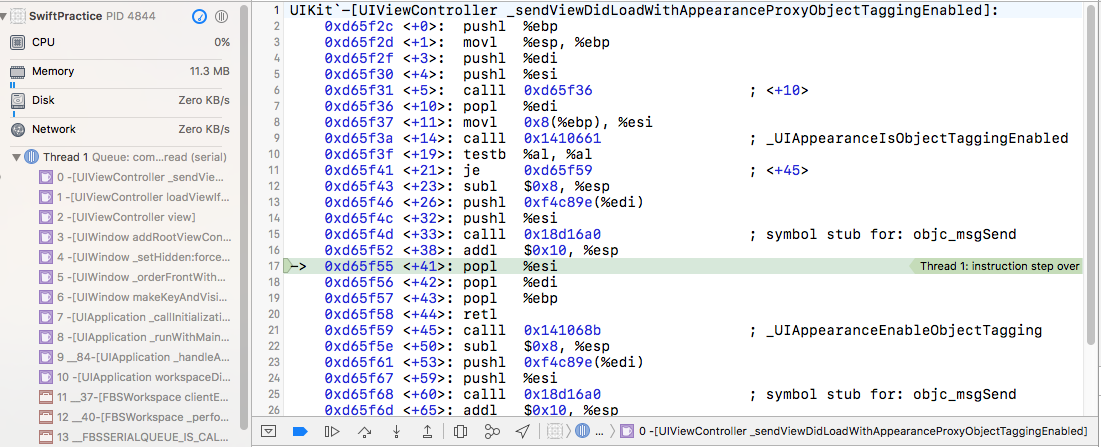 SwiftPractice PID 4844
CPU 0%
Memory 11.3 MB
Disk Zero KB/s
Network Zero KB/s
Thread 1 Queue: com...read (serial)
0 -[UIViewController _sendView...
1 -[UIViewController loadViewIf...
2 -[UIViewController view]
3 -[UIWindow addRootViewCon...
4 -[UIWindow _setHidden:force...
5 -[UIWindow _orderFrontWith...
6 -[UIWindow makeKeyAndVisi...
7 -[UIApplication _callInitializati...
8 -[UIApplication _runWithMain...
9 __84-[UIApplication _handleA...
10 -[UIApplication workspaceDi...
11 __37-[FBSWorkspace clientE...
12 __40-[FBSWorkspace _perfo...
13 __FBSSERIALQUEUE_IS_CAL...
1 UIKit`-[UIViewController _sendViewDidLoadWithAppearanceProxyObjectTaggingEnabled]:
2 0xd65f2c <+0>: pushl %ebp
3 0xd65f2d <+1>: movl %esp, %ebp
4 0xd65f2f <+3>: pushl %edi
5 0xd65f30 <+4>: pushl %esi
6 0xd65f31 <+5>: calll 0xd65f36 ; <+10>
7 0xd65f36 <+10>: popl %edi
8 0xd65f37 <+11>: movl 0x8(%ebp), %esi
9 0xd65f3a <+14>: calll 0x1410661 ; _UIAppearanceIsObjectTaggingEnabled
10 0xd65f3f <+19>: testb %al, %al
11 0xd65f41 <+21>: je 0xd65f59 ; <+45>
12 0xd65f43 <+23>: subl $0x8, %esp
13 0xd65f46 <+26>: pushl 0xf4c89e(%edi)
14 0xd65f4c <+32>: pushl %esi
15 0xd65f4d <+33>: calll 0x18d16a0 ; symbol stub for: objc_msgSend
16 0xd65f52 <+38>: addl $0x10, %esp
17 -> 0xd65f55 <+41>: popl %esi Thread 1: instruction step over
18 0xd65f56 <+42>: popl %edi
19 0xd65f57 <+43>: popl %ebp
20 0xd65f58 <+44>: retl
21 0xd65f59 <+45>: calll 0x141068b ; _UIAppearanceEnableObjectTagging
22 0xd65f5e <+50>: subl $0x8, %esp
23 0xd65f61 <+53>: pushl 0xf4c89e(%edi)
24 0xd65f67 <+59>: pushl %esi
25 0xd65f68 <+60>: calll 0x18d16a0 ; symbol stub for: objc_msgSend
26 0xd65f6d <+65>: addl $0x10, %esp
... 0 -[UIViewController _sendViewDidLoadWithAppearanceProxyObjectTaggingEnabled]